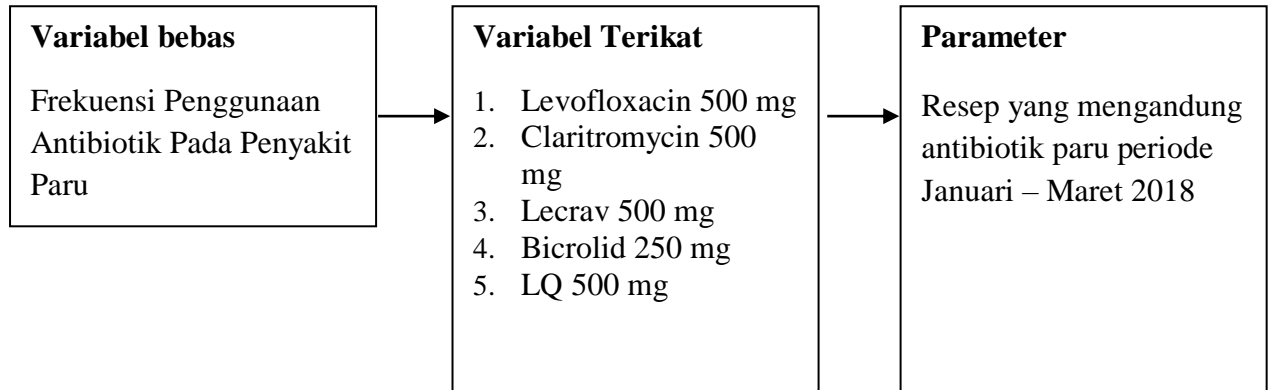 Variabel bebas
Frekuensi Penggunaan
Antibiotik Pada Penyakit
Paru
Variabel Terikat
1. Levofloxacin 500 mg
2. Claritromycin 500
mg
3. Lecrav 500 mg
4. Bicrolid 250 mg
5. LQ 500 mg
Parameter
Resep yang mengandung
antibiotik paru periode
Januari – Maret 2018